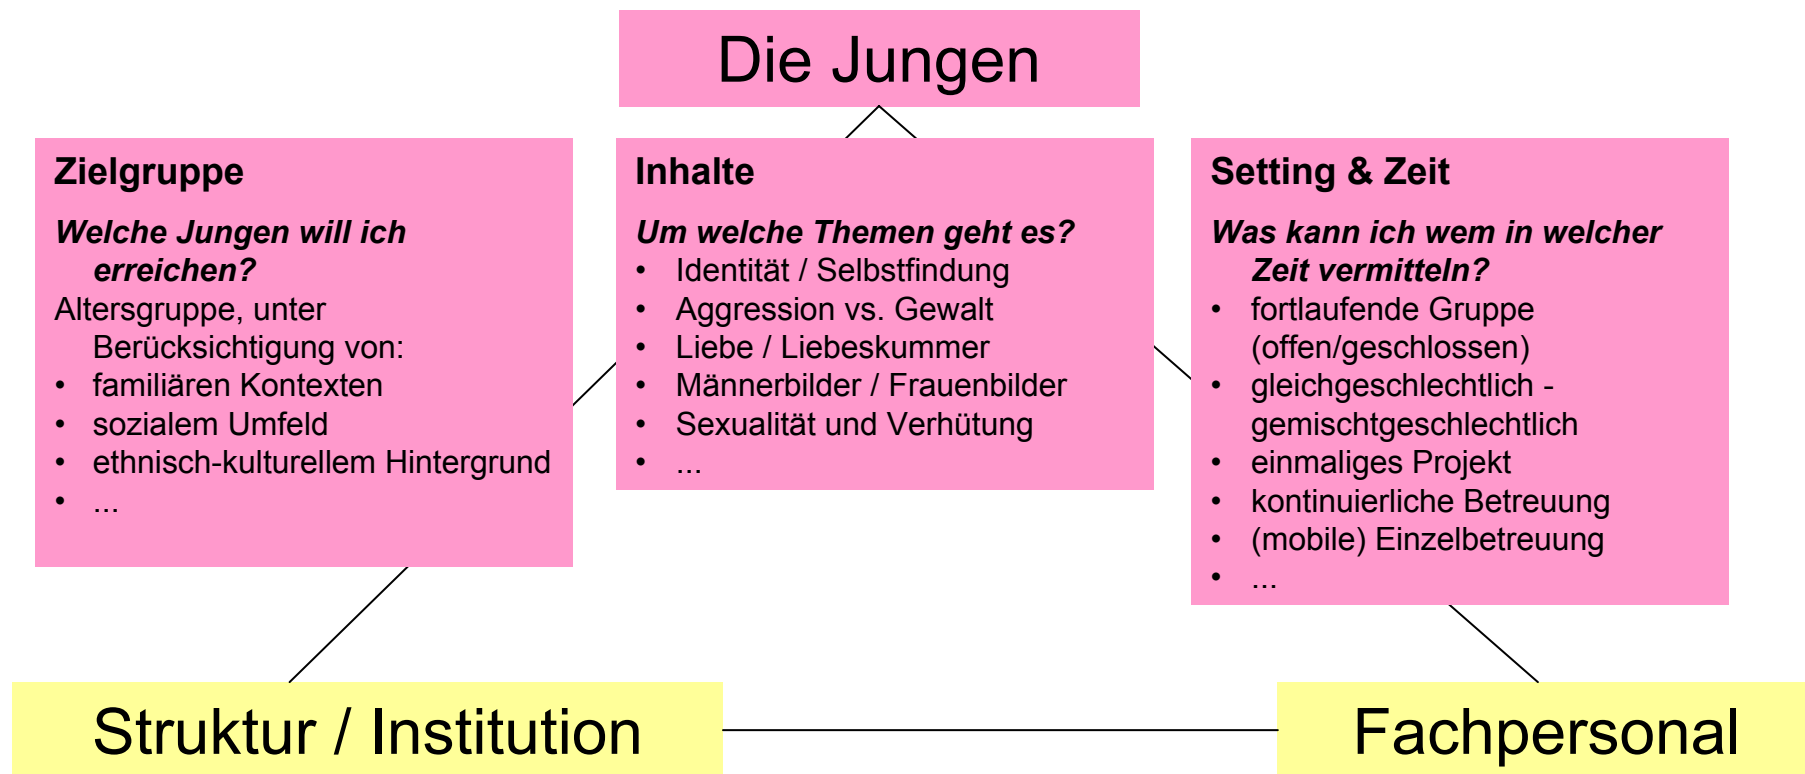 Die Jungen
Zielgruppe
Welche Jungen will ich
erreichen?
Altersgruppe, unter
Berücksichtigung von:
• familiären Kontexten
• sozialem Umfeld
• ethnisch-kulturellem Hintergrund
• ...
Inhalte
Um welche Themen geht es?
• Identität / Selbstfindung
• Aggression vs. Gewalt
• Liebe / Liebeskummer
• Männerbilder / Frauenbilder
• Sexualität und Verhütung
• ...
Setting & Zeit
Was kann ich wem in welcher
Zeit vermitteln?
• fortlaufende Gruppe
(offen/geschlossen)
• gleichgeschlechtlich -
gemischtgeschlechtlich
• einmaliges Projekt
• kontinuierliche Betreuung
• (mobile) Einzelbetreuung
• ...
Struktur / Institution
Fachpersonal